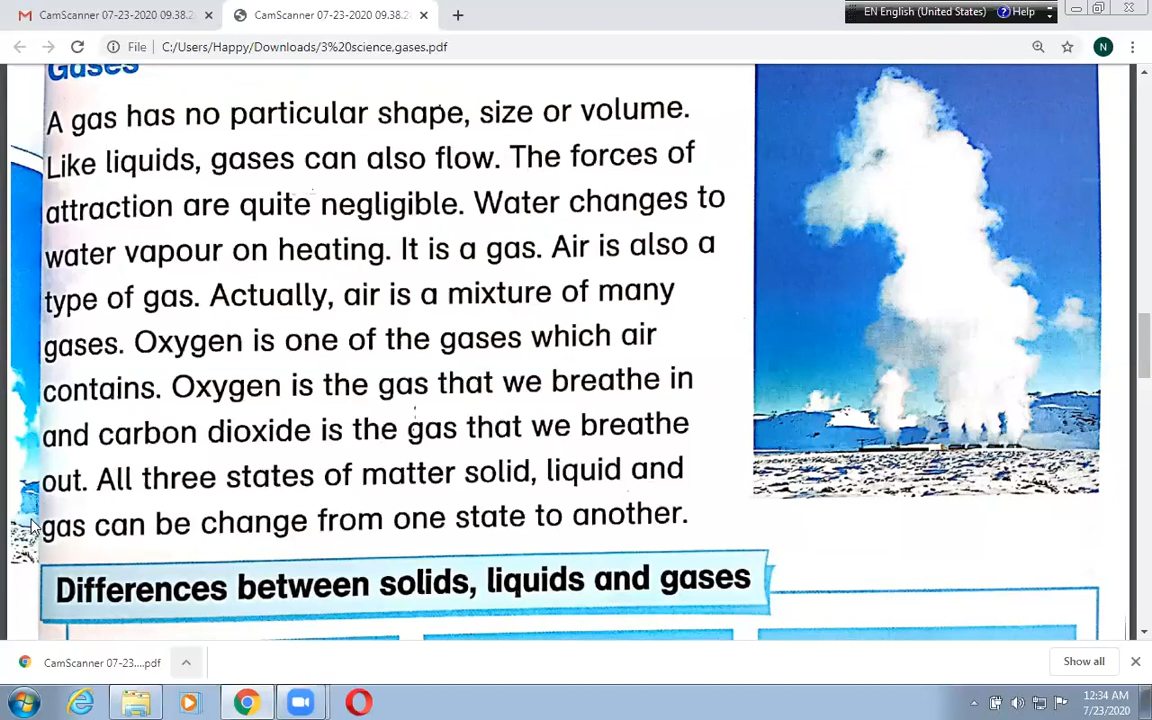 CamScanner 07-23-2020 09.38.2
CamScanner 07-23-2020 09.38.2
EN English (United States)
Help
File
C:/Users/Happy/Downloads/3%20science.gases.pdf
N
Gases
A gas has no particular shape, size or volume.
Like liquids, gases can also flow. The forces of
attraction are quite negligible. Water changes to
water vapour on heating. It is a gas. Air is also a
type of gas. Actually, air is a mixture of many
gases. Oxygen is one of the gases which air
contains. Oxygen is the gas that we breathe in
and carbon dioxide is the gas that we breathe
out. All three states of matter solid, liquid and
gas can be change from one state to another.
Differences between solids, liquids and gases
CamScanner 07-23....pdf
Show all
12:34 AM
7/23/2020